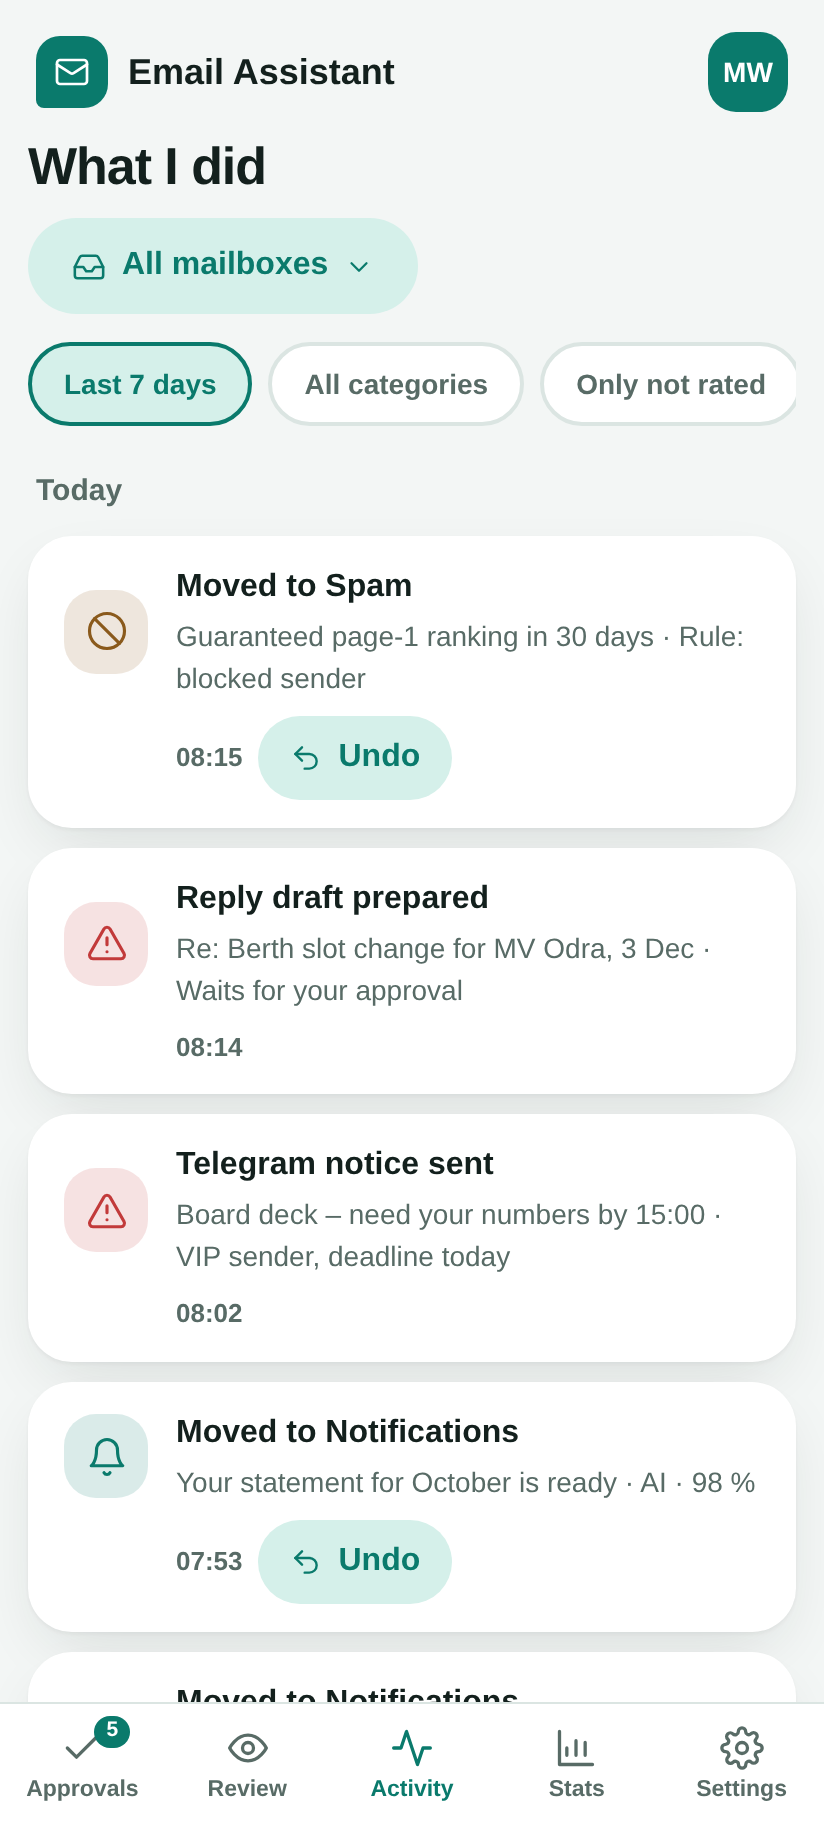 Email Assistant
MW
What I did
All mailboxes
Last 7 days
All categories
Only not rated
Today
Moved to Spam
Guaranteed page-1 ranking in 30 days · Rule:
blocked sender
08:15
Undo
Reply draft prepared
Re: Berth slot change for MV Odra, 3 Dec ·
Waits for your approval
08:14
Telegram notice sent
Board deck – need your numbers by 15:00 ·
VIP sender, deadline today
08:02
Moved to Notifications
Your statement for October is ready · AI · 98 %
07:53
Undo
Moved to Notifications
5
Approvals
Review
Activity
Stats
Settings